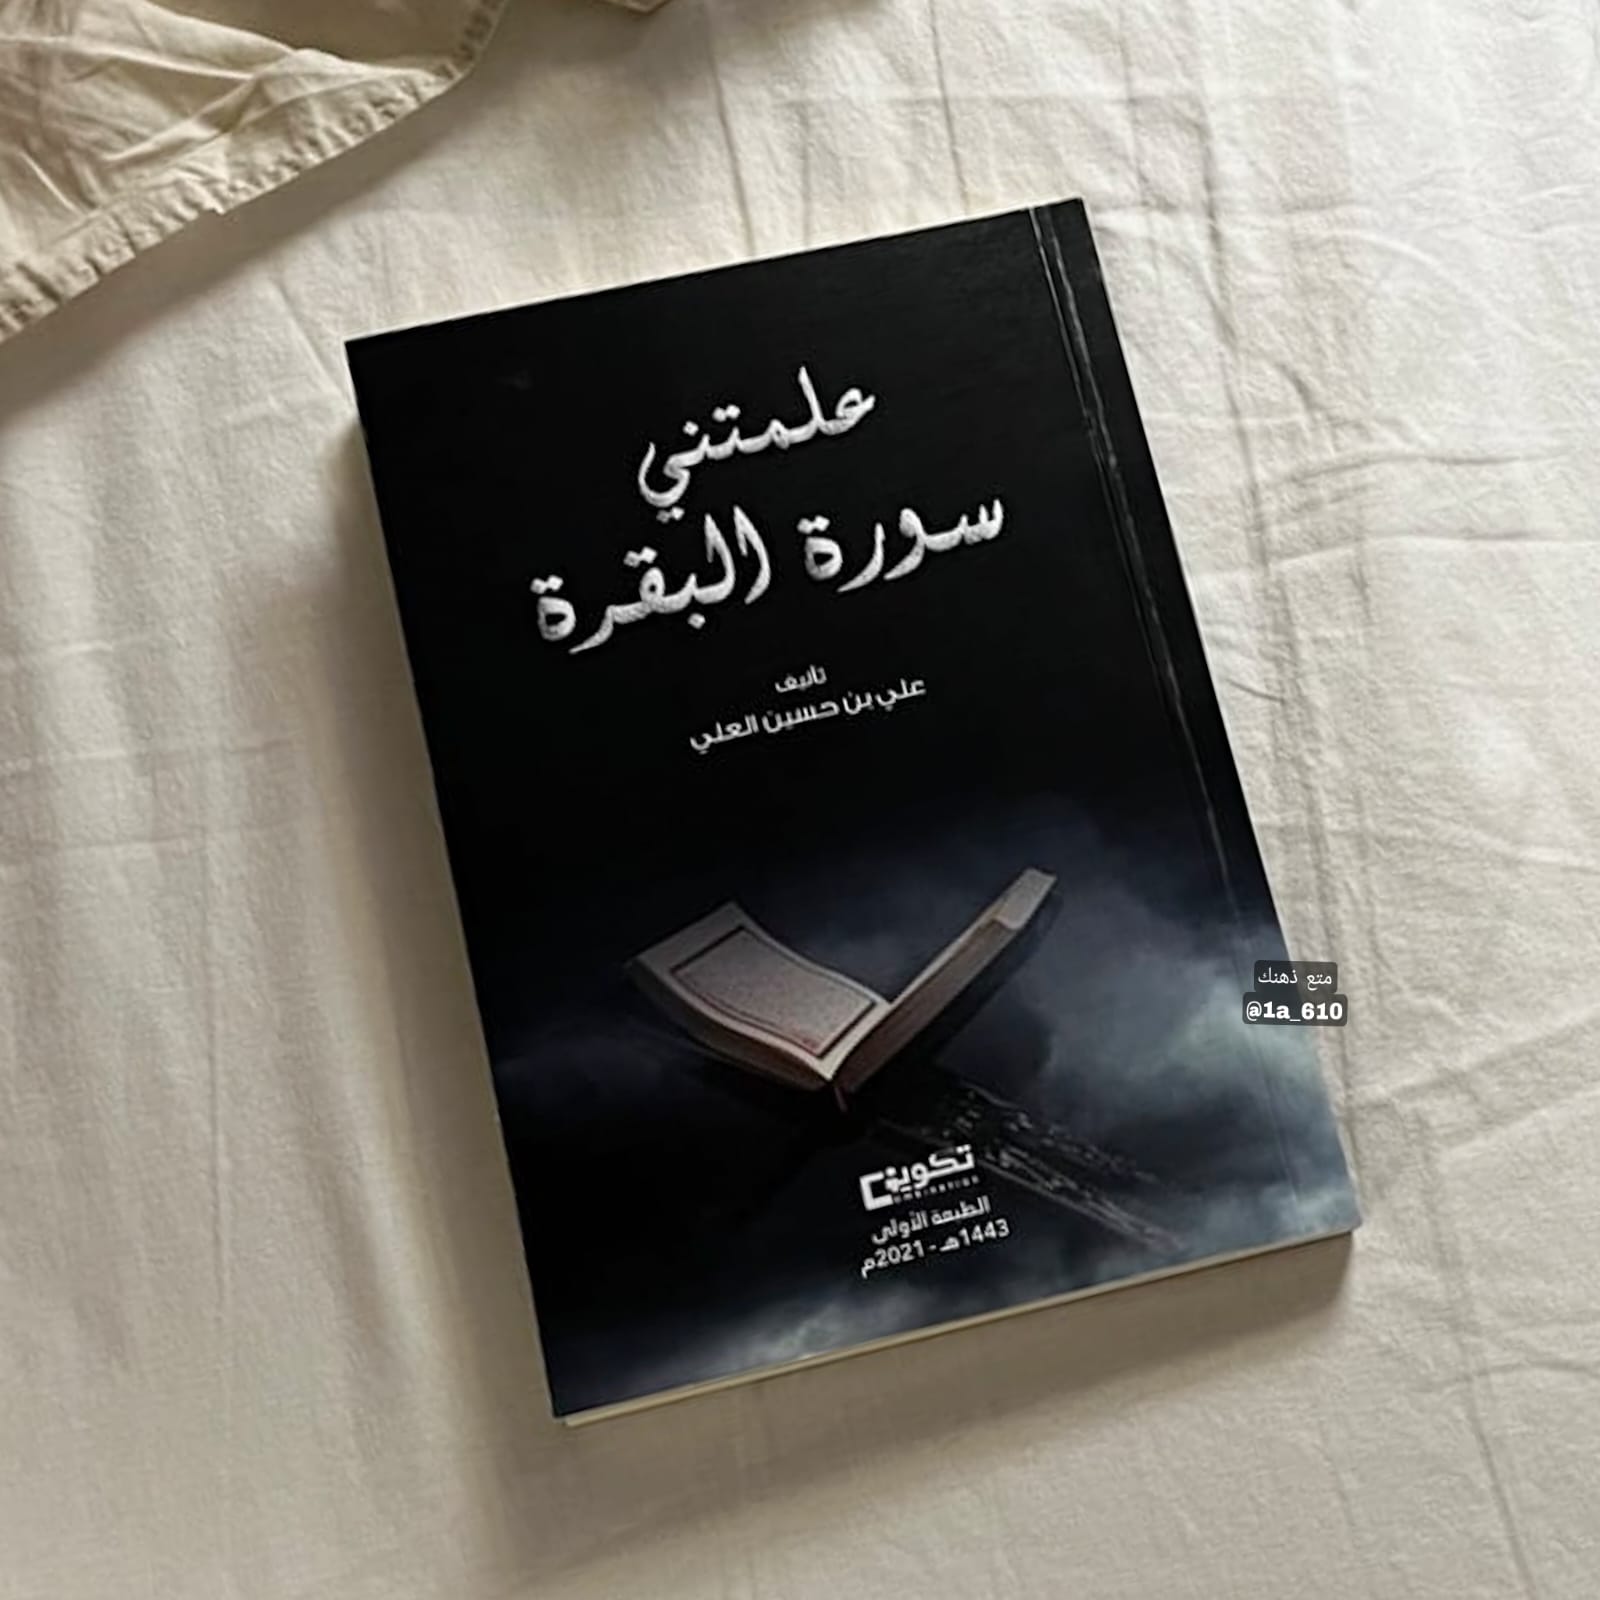 علمتني
سورة البقرة
تأليف
علي بن حسين العلي
متع ذهنك
@1a_610
تكوين
الطبعة الأولى
1443هـ - 2021م